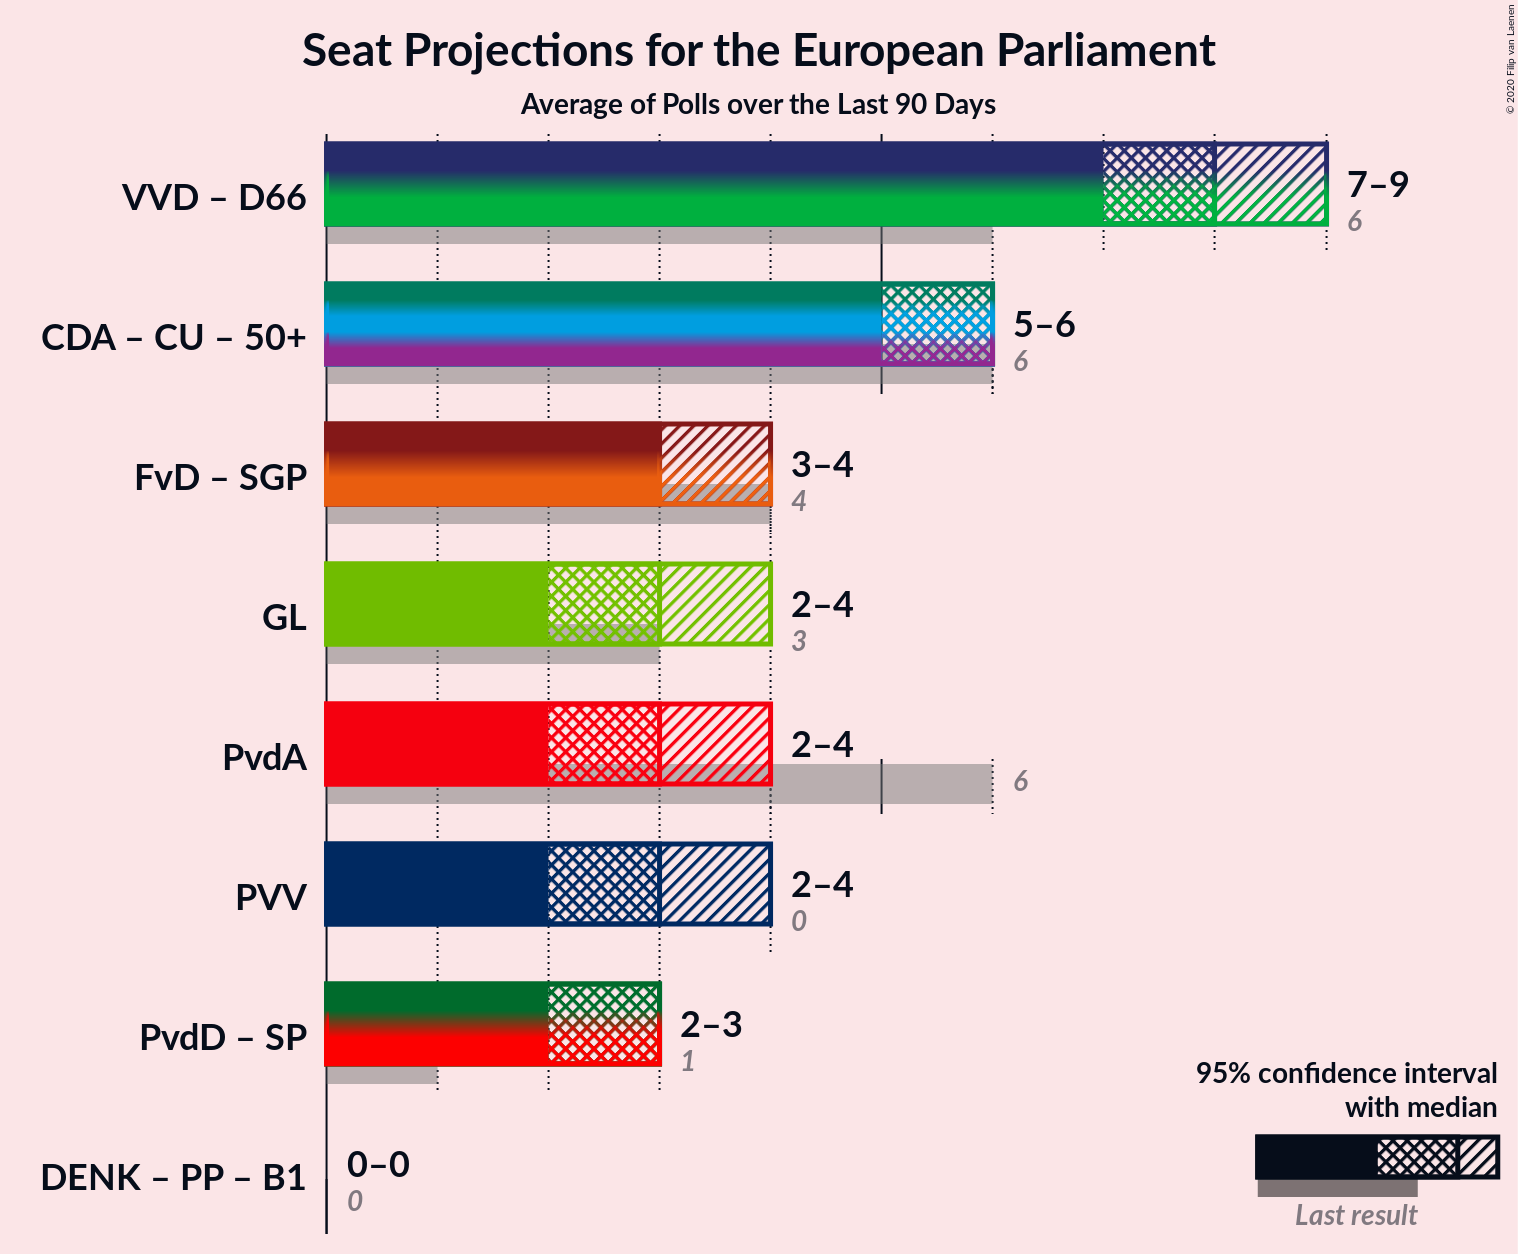 Seat Projections for the European Parliament
Average of Polls over the Last 90 Days
© 2020 Filip van Laenen
VVD – D66
7–9
6
CDA – CU – 50+
5–6
6
FvD – SGP
3–4
4
GL
2–4
3
PvdA
2–4
6
PVV
2–4
0
PvdD – SP
2–3
1
DENK – PP – B1
0–0
0
95% confidence interval
with median
Last result